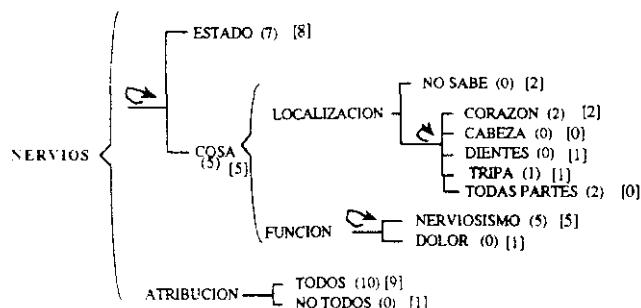 ESTADO (7) [8]
NO SABE (0) [2]
LOCALIZACION
CORAZON (2) [2]
CABEZA (0) [0]
NERVIOS
COSA
(5) [5]
DIENTES (0) [1]
TRIPA (1) [1]
TODAS PARTES (2) [0]
NERVIOSISMO (5) [5]
FUNCION
DOLOR (0) [1]
TODOS (10) [9]
ATRIBUCION
NO TODOS (0) [1]